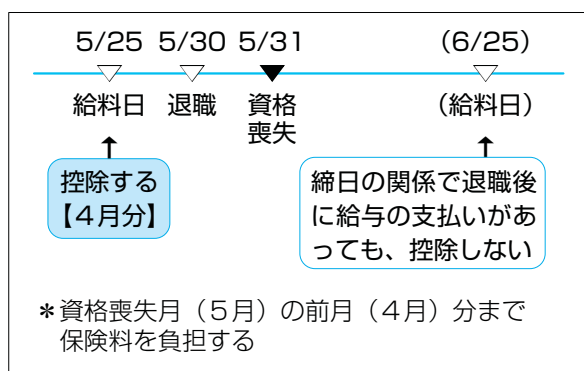 5/25 5/30 5/31 (6/25)
給料日 退職 資格喪失 (給料日)
控除する
【４月分】
締日の関係で退職後
に給与の支払いがあ
っても、控除しない
＊資格喪失月（５月）の前月（４月）分まで
保険料を負担する